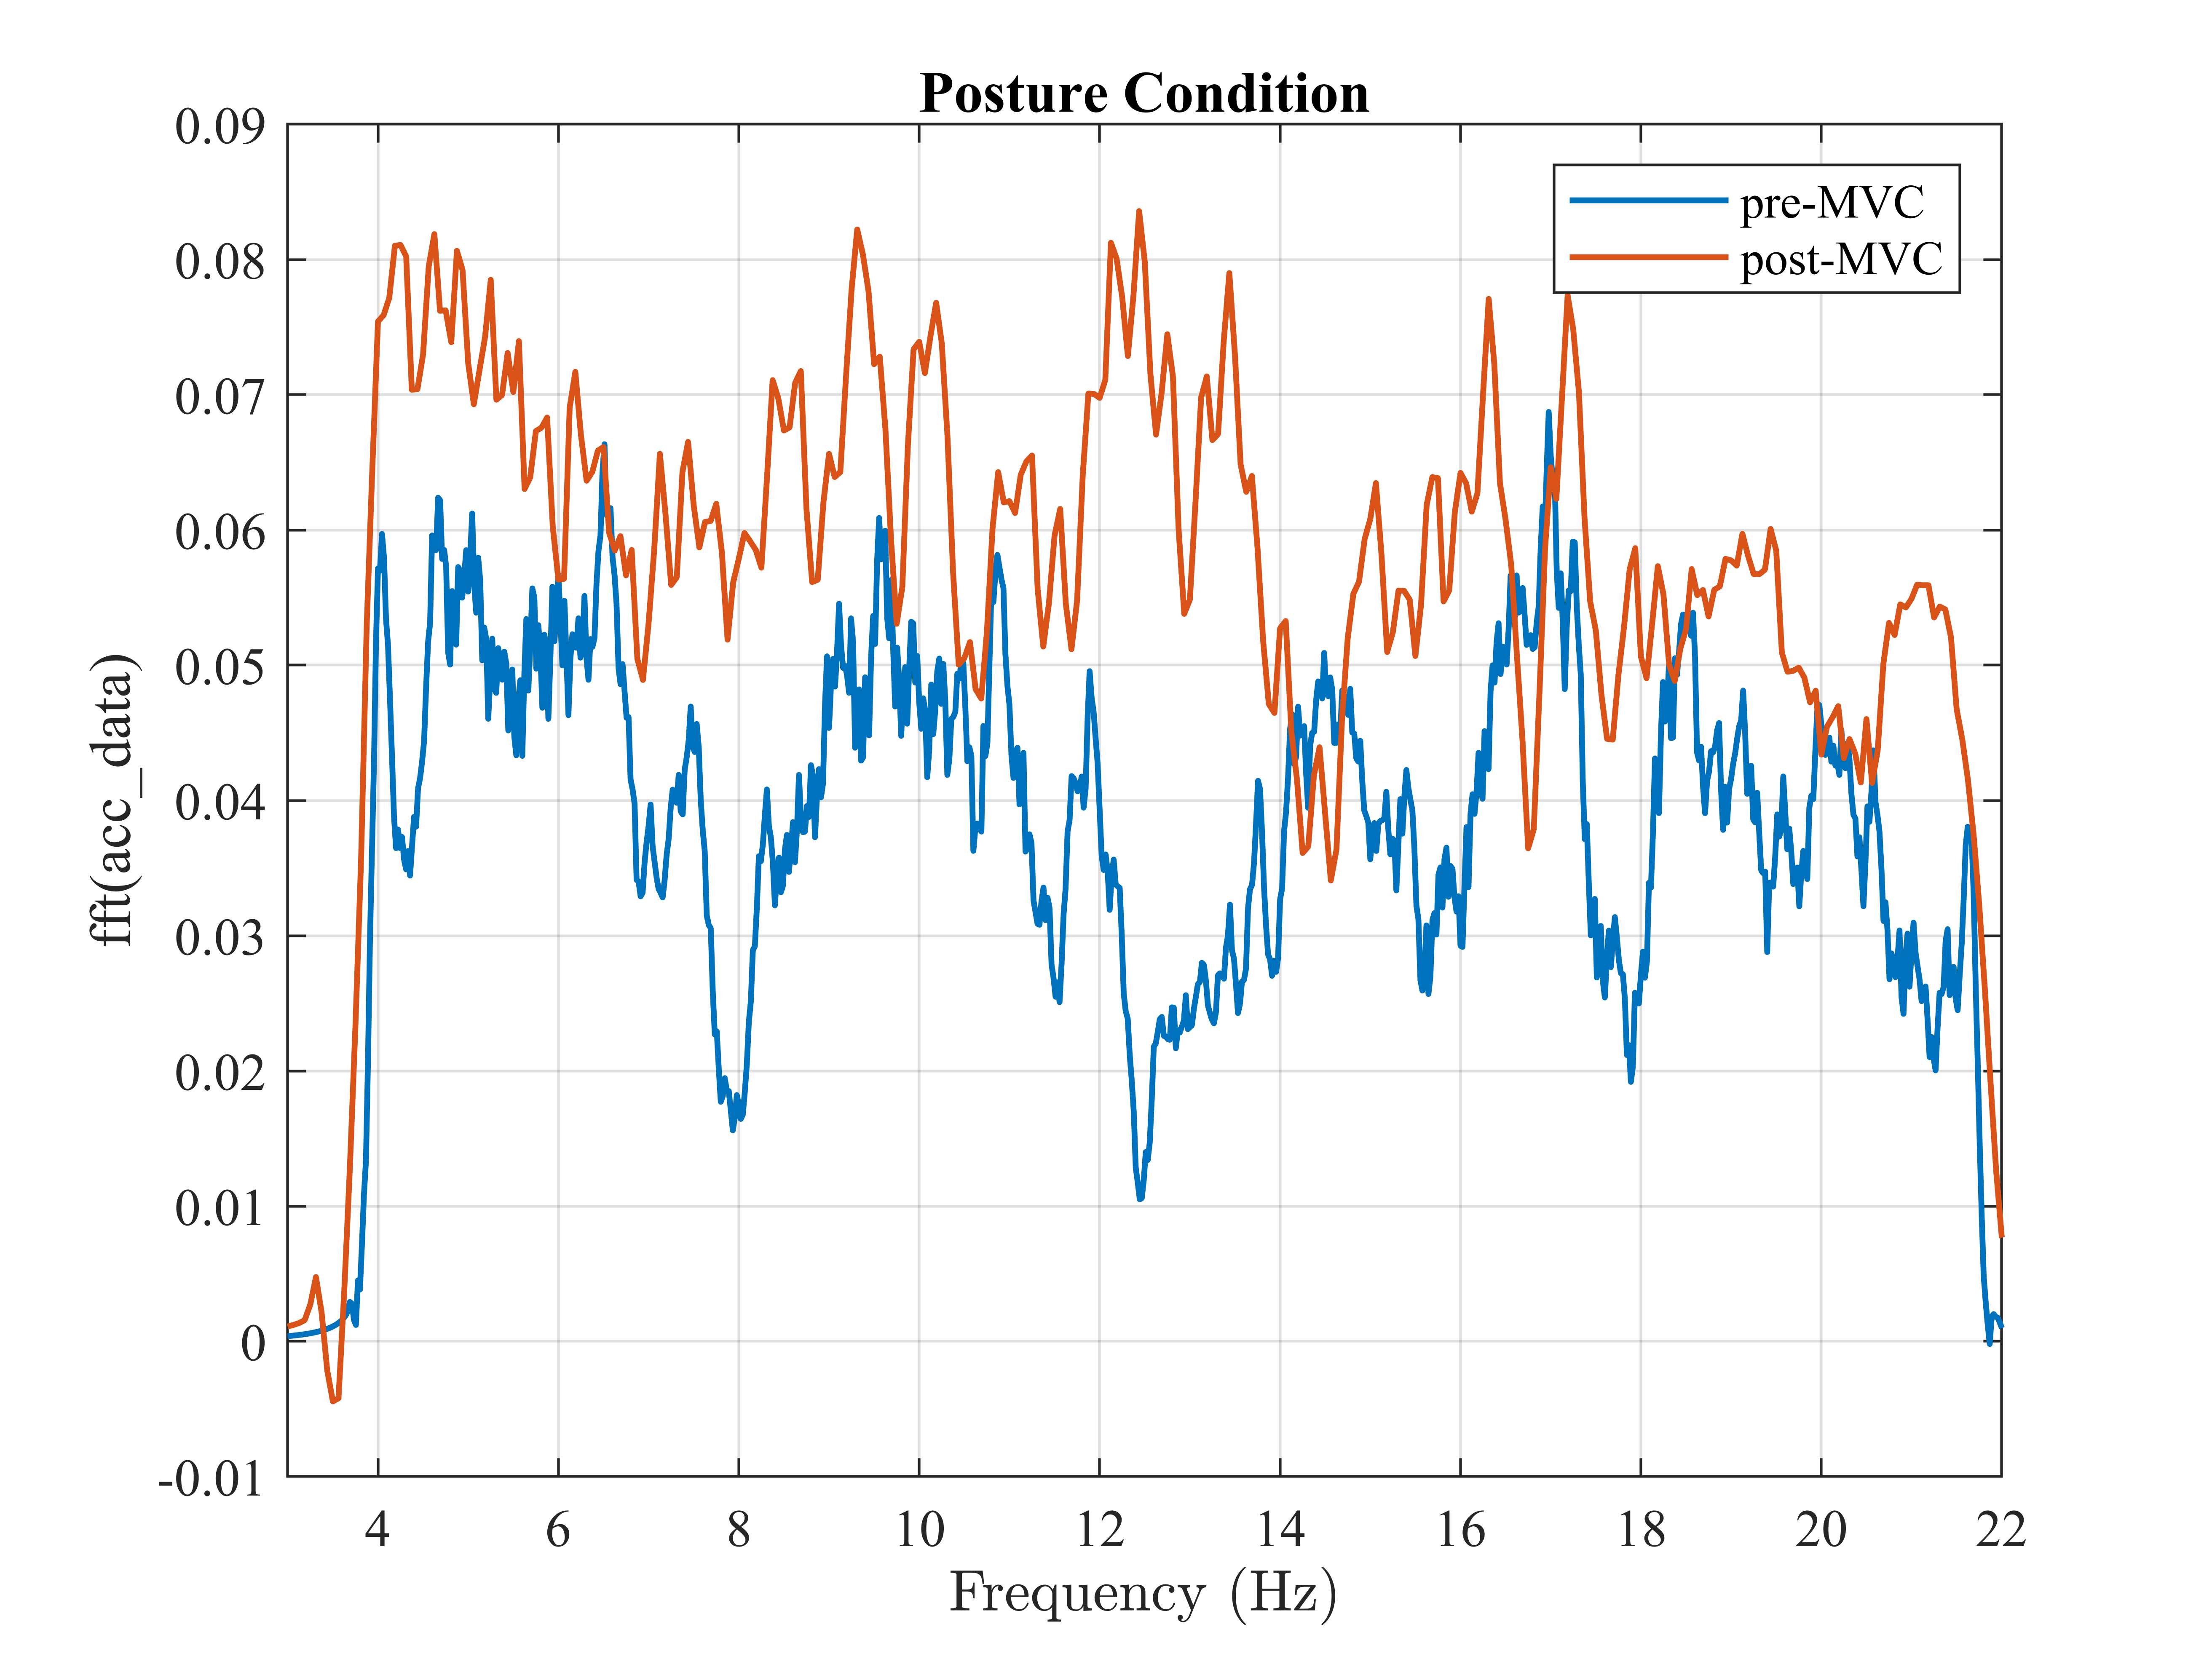 Posture Condition
0.09
0.08
0.07
0.06
0.05
0.04
0.03
0.02
0.01
0
-0.01
fft(acc_data)
pre-MVC
post-MVC
4 6 8 10 12 14 16 18 20 22
Frequency (Hz)